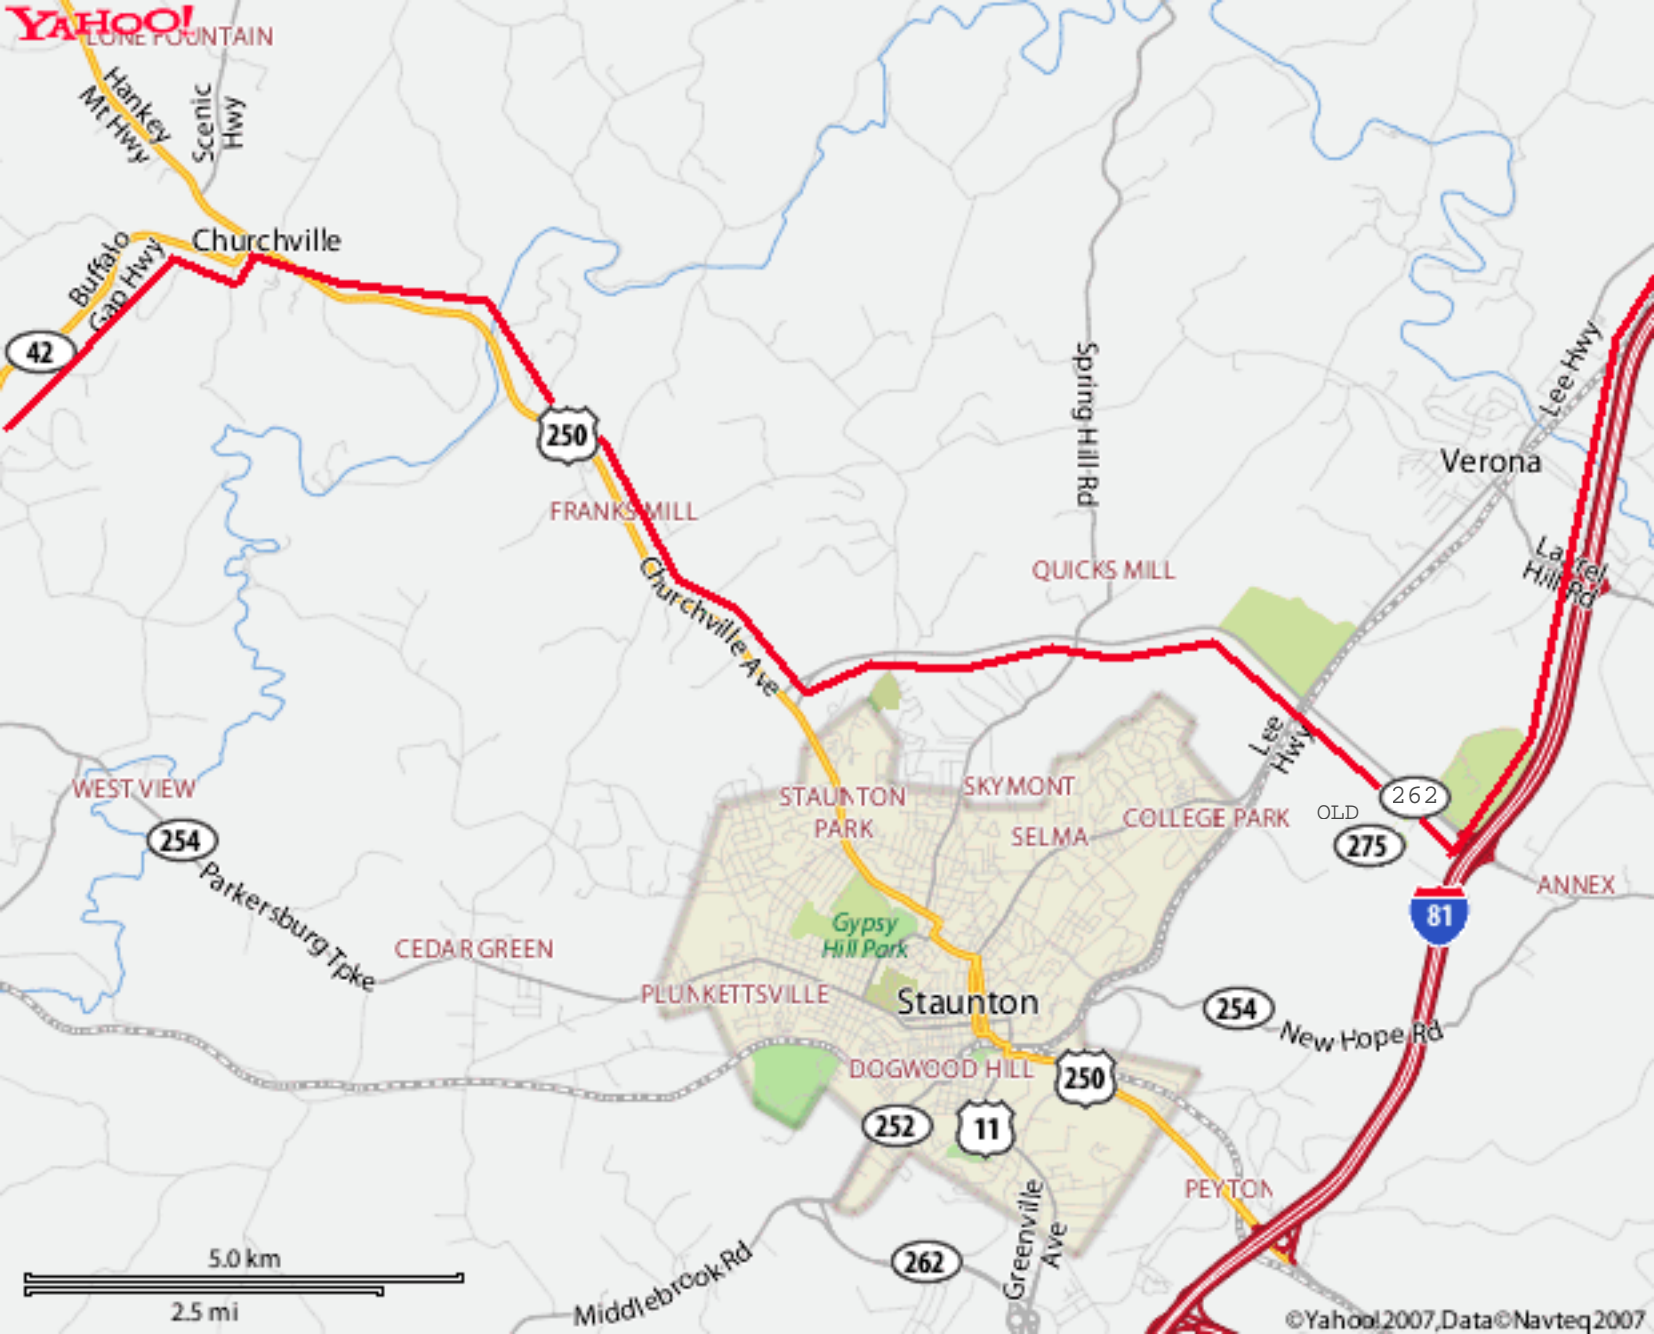 YAHOO!
LONE FOUNTAIN
Hankey
Mt Hwy
Scenic
Hwy
Churchville
Buffalo
Gap Hwy
42
250
FRANKS MILL
Churchville Ave
Spring Hill Rd
QUICKS MILL
Lee Hwy
Verona
Laurel
Hill Rd
Lee
Hwy
262
OLD
275
WEST VIEW
254
Parkersburg Tpke
CEDAR GREEN
STAUNTON
PARK
SKYMONT
SELMA
COLLEGE PARK
ANNEX
81
Gypsy
Hill Park
PLUNKETTSVILLE
Staunton
254
New Hope Rd
DOGWOOD HILL
250
252
11
PEYTON
Greenville
Ave
262
Middlebrook Rd
5.0 km
2.5 mi
©Yahoo!2007,Data©Navteq2007